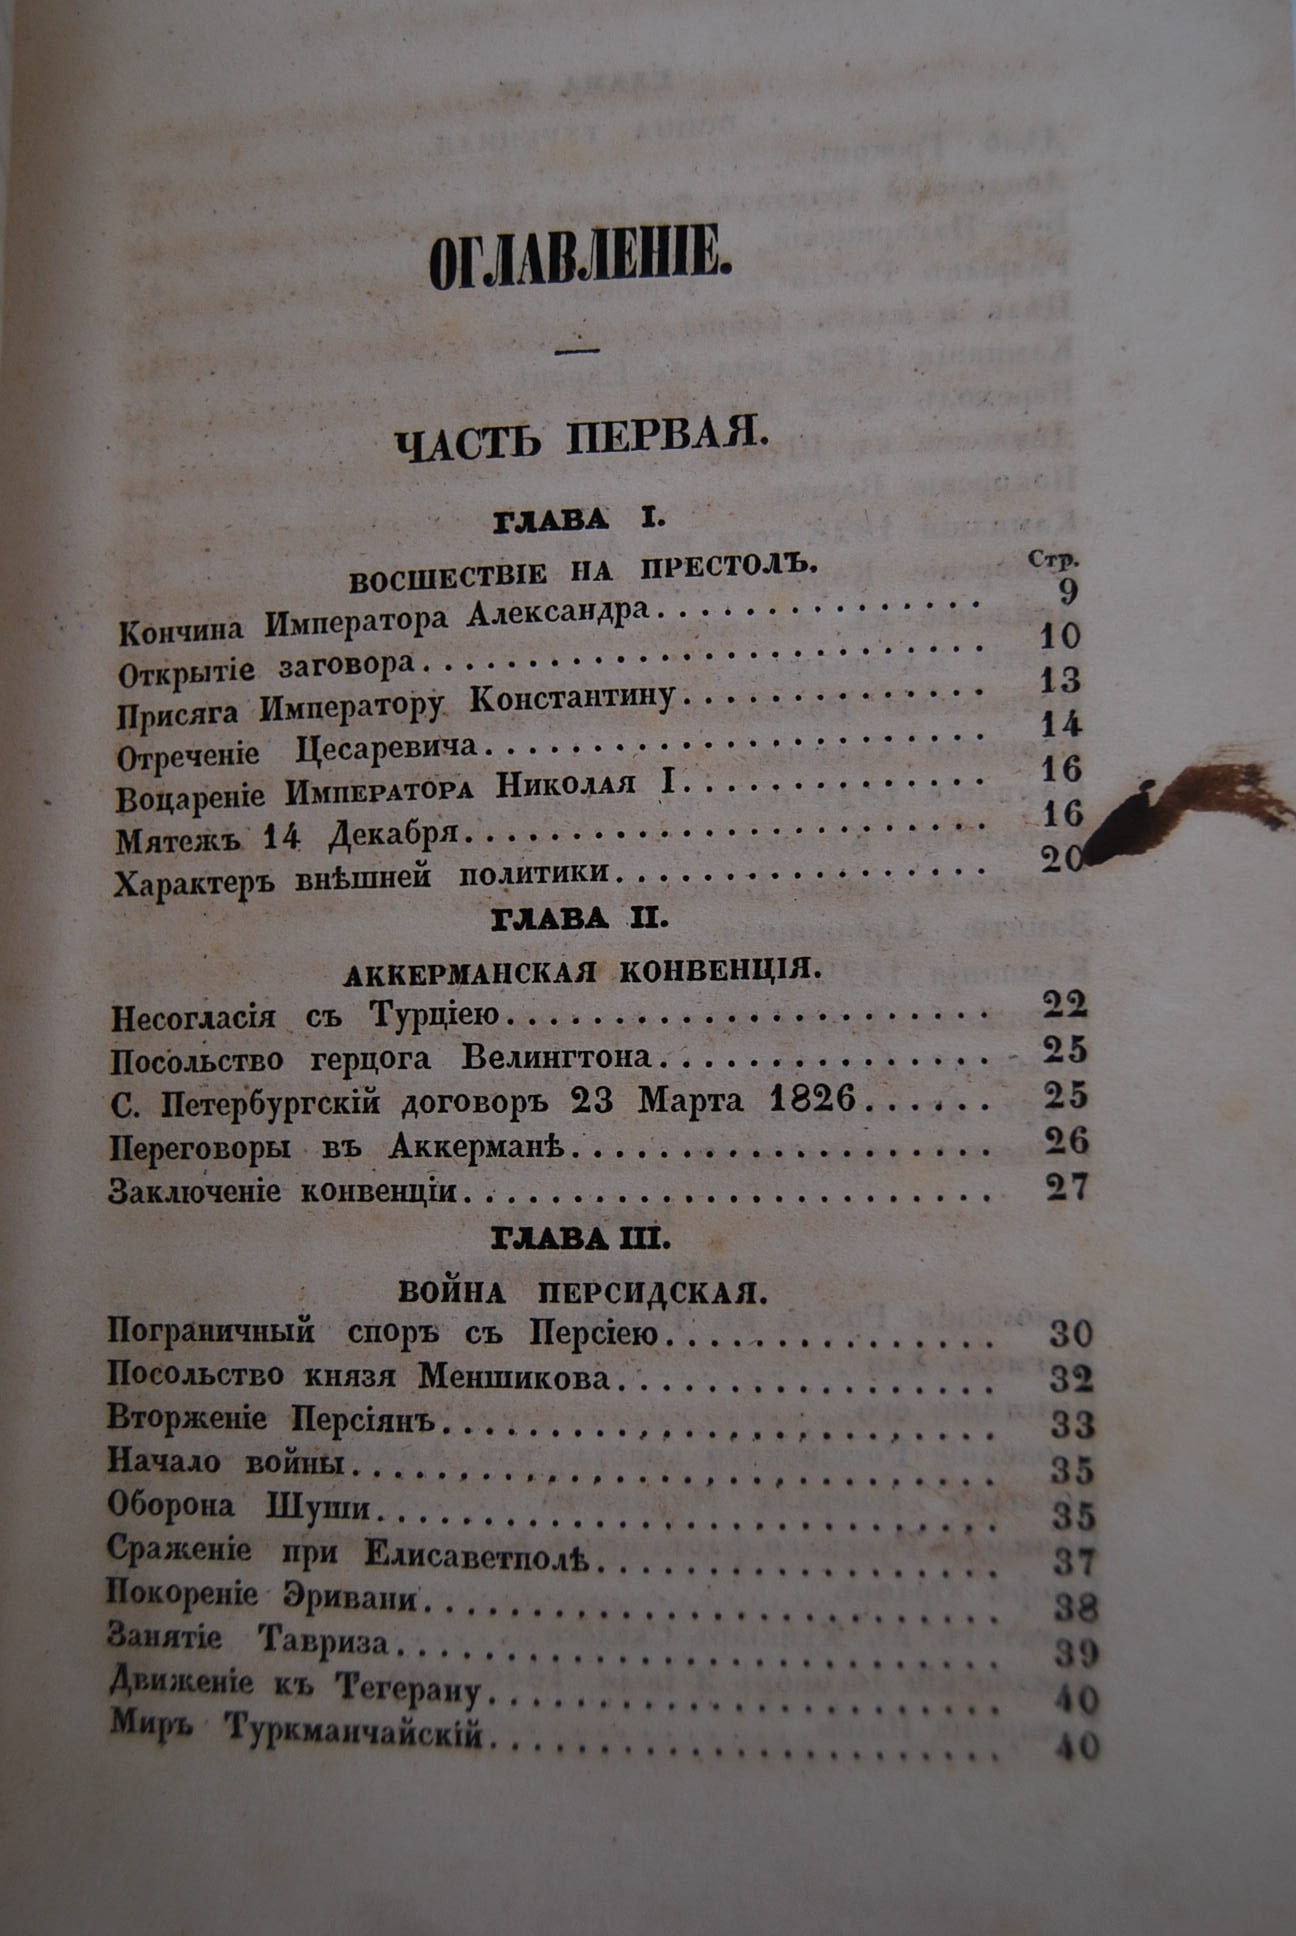 ОГЛАВЛЕНІЕ.
ЧАСТЬ ПЕРВАЯ.
ГЛАВА I.
ВОСШЕСТВІЕ НА ПРЕСТОЛЪ.
Стр.
Кончина Императора Александра............... 9
Открытіе заговора.......................... 10
Присяга Императору Константину.............. 13
Отреченіе Цесаревича....................... 14
Воцареніе Императора Николая I.............. 16
Мятежъ 14 Декабря........................ 16
Характеръ внѣшней политики................. 20
ГЛАВА II.
АККЕРМАНСКАЯ КОНВЕНЦІЯ.
Несогласія съ Турціею...................... 22
Посольство герцога Велингтона............... 25
С. Петербургскій договоръ 23 Марта 1826...... 25
Переговоры въ Аккерманѣ................... 26
Заключеніе конвенціи........................ 27
ГЛАВА III.
ВОЙНА ПЕРСИДСКАЯ.
Пограничный споръ съ Персіею............... 30
Посольство князя Меншикова................. 32
Вторженіе Персіянъ......................... 33
Начало войны............................. 35
Оборона Шуши............................ 35
Сраженіе при Елисаветполѣ.................. 37
Покореніе Эривани.......................... 38
Занятіе Тавриза............................ 39
Движеніе къ Тегерану....................... 40
Миръ Туркманчайскій....................... 40